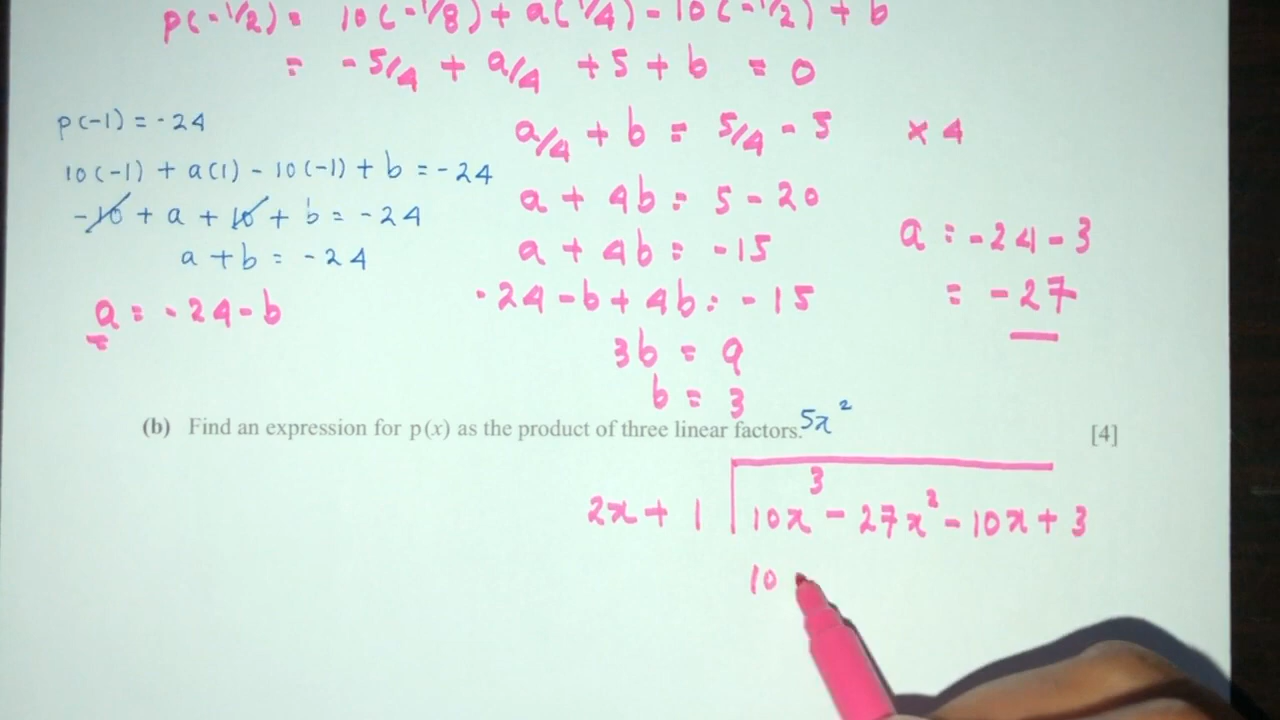 p(-1/2) = 10(-1/8) + a(1/4) - 10(-1/2) + b
= -5/4 + a/4 + 5 + b = 0
p(-1) = -24
10(-1) + a(1) - 10(-1) + b = -24
-10 + a + 10 + b = -24
a + b = -24
a = -24 - b
a/4 + b = 5/4 - 5 × 4
a + 4b = 5 - 20
a + 4b = -15
-24 - b + 4b = -15
3b = 9
b = 3
a = -24 - 3
= -27
(b) Find an expression for p(x) as the product of three linear factors. [4]
5x²
2x + 1 10x³ - 27x² - 10x + 3
10